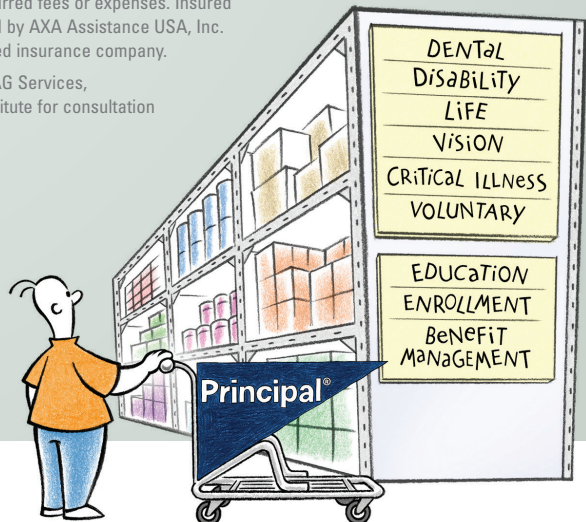 rred fees or expenses. Insured
by AXA Assistance USA, Inc.
ed insurance company.
AG Services,
itute for consultation
DENTaL
DiSaBiLiTY
LiFE
ViSiON
CRiTiCaL ILLNESS
VOLUNTARY
EDUCaTiON
ENROLLMENT
BeNeFiT
MaNaGEMENT
Principal®